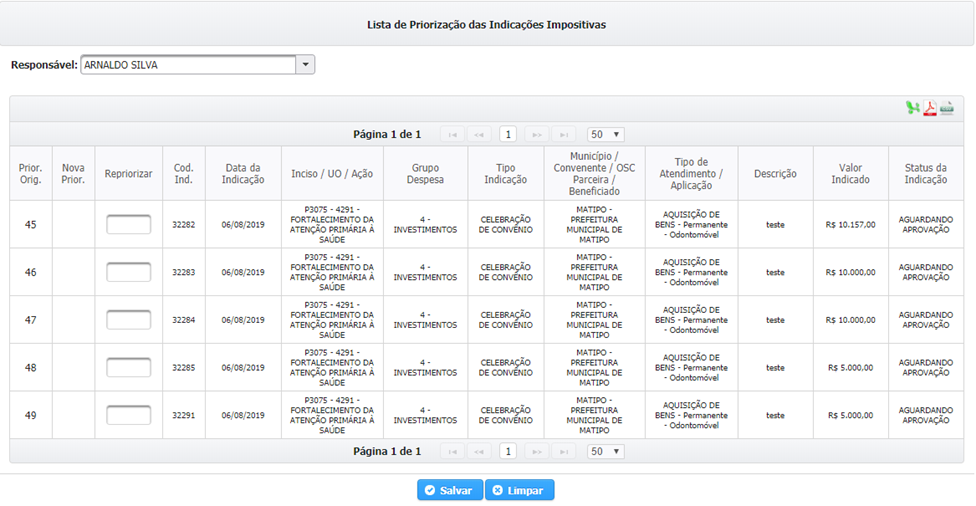 Lista de Priorização das Indicações Impositivas
Responsável: ARNALDO SILVA
Página 1 de 1 1 50
Prior. Orig. Nova Prior. Repriorizar Cod. Ind. Data da Indicação Inciso / UO / Ação Grupo Despesa Tipo Indicação Município / Convenente / OSC Parceira / Beneficiado Tipo de Atendimento / Aplicação Descrição Valor Indicado Status da Indicação
45 32282 06/08/2019 P3075 - 4291 - FORTALECIMENTO DA ATENÇÃO PRIMÁRIA À SAÚDE 4 - INVESTIMENTOS CELEBRAÇÃO DE CONVÊNIO MATIPO - PREFEITURA MUNICIPAL DE MATIPO AQUISIÇÃO DE BENS - Permanente - Odontomóvel teste R$ 10.157,00 AGUARDANDO APROVAÇÃO
46 32283 06/08/2019 P3075 - 4291 - FORTALECIMENTO DA ATENÇÃO PRIMÁRIA À SAÚDE 4 - INVESTIMENTOS CELEBRAÇÃO DE CONVÊNIO MATIPO - PREFEITURA MUNICIPAL DE MATIPO AQUISIÇÃO DE BENS - Permanente - Odontomóvel teste R$ 10.000,00 AGUARDANDO APROVAÇÃO
47 32284 06/08/2019 P3075 - 4291 - FORTALECIMENTO DA ATENÇÃO PRIMÁRIA À SAÚDE 4 - INVESTIMENTOS CELEBRAÇÃO DE CONVÊNIO MATIPO - PREFEITURA MUNICIPAL DE MATIPO AQUISIÇÃO DE BENS - Permanente - Odontomóvel teste R$ 10.000,00 AGUARDANDO APROVAÇÃO
48 32285 06/08/2019 P3075 - 4291 - FORTALECIMENTO DA ATENÇÃO PRIMÁRIA À SAÚDE 4 - INVESTIMENTOS CELEBRAÇÃO DE CONVÊNIO MATIPO - PREFEITURA MUNICIPAL DE MATIPO AQUISIÇÃO DE BENS - Permanente - Odontomóvel teste R$ 5.000,00 AGUARDANDO APROVAÇÃO
49 32291 06/08/2019 P3075 - 4291 - FORTALECIMENTO DA ATENÇÃO PRIMÁRIA À SAÚDE 4 - INVESTIMENTOS CELEBRAÇÃO DE CONVÊNIO MATIPO - PREFEITURA MUNICIPAL DE MATIPO AQUISIÇÃO DE BENS - Permanente - Odontomóvel teste R$ 5.000,00 AGUARDANDO APROVAÇÃO
Página 1 de 1 1 50
Salvar Limpar